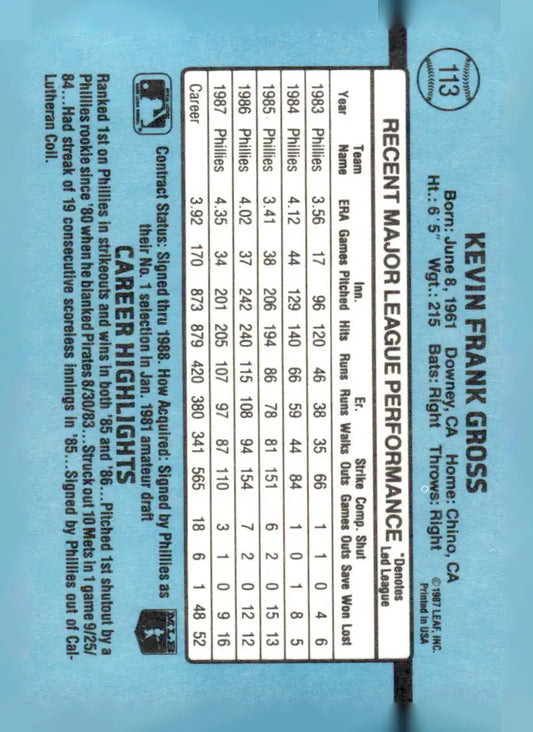 113
KEVIN FRANK GROSS
Born: June 8, 1961 Downey, CA Home: Chino, CA
Ht.: 6'5" Wgt.: 215 Bats: Right Throws: Right
©1987 LEAF, INC.
Printed in USA
RECENT MAJOR LEAGUE PERFORMANCE *Denotes Led League
Team Inn. Er. Strike Comp. Shut
Year Name ERA Games Pitched Hits Runs Runs Walks Outs Games Outs Save Won Lost
1983 Phillies 3.56 17 96 120 46 38 35 66 1 1 0 4 6
1984 Phillies 4.12 44 129 140 66 59 44 84 1 0 1 8 5
1985 Phillies 3.41 38 206 194 86 78 81 151 6 2 0 15 13
1986 Phillies 4.02 37 242 240 115 108 94 154 7 2 0 12 12
1987 Phillies 4.35 34 201 205 107 97 87 110 3 1 0 9 16
Career 3.92 170 873 879 420 380 341 565 18 6 1 48 52
Contract Status: Signed thru 1988. How Acquired: Signed by Phillies as
their No. 1 selection in Jan. 1981 amateur draft
MLB
CAREER HIGHLIGHTS
Ranked 1st on Phillies in strikeouts and wins in both '85 and '86...Pitched 1st shutout by a
Phillies rookie since '80 when he blanked Pirates 8/30/83...Struck out 10 Mets in 1 game 9/25/
84...Had streak of 19 consecutive scoreless innings in '85...Signed by Phillies out of Cal-
Lutheran Coll.